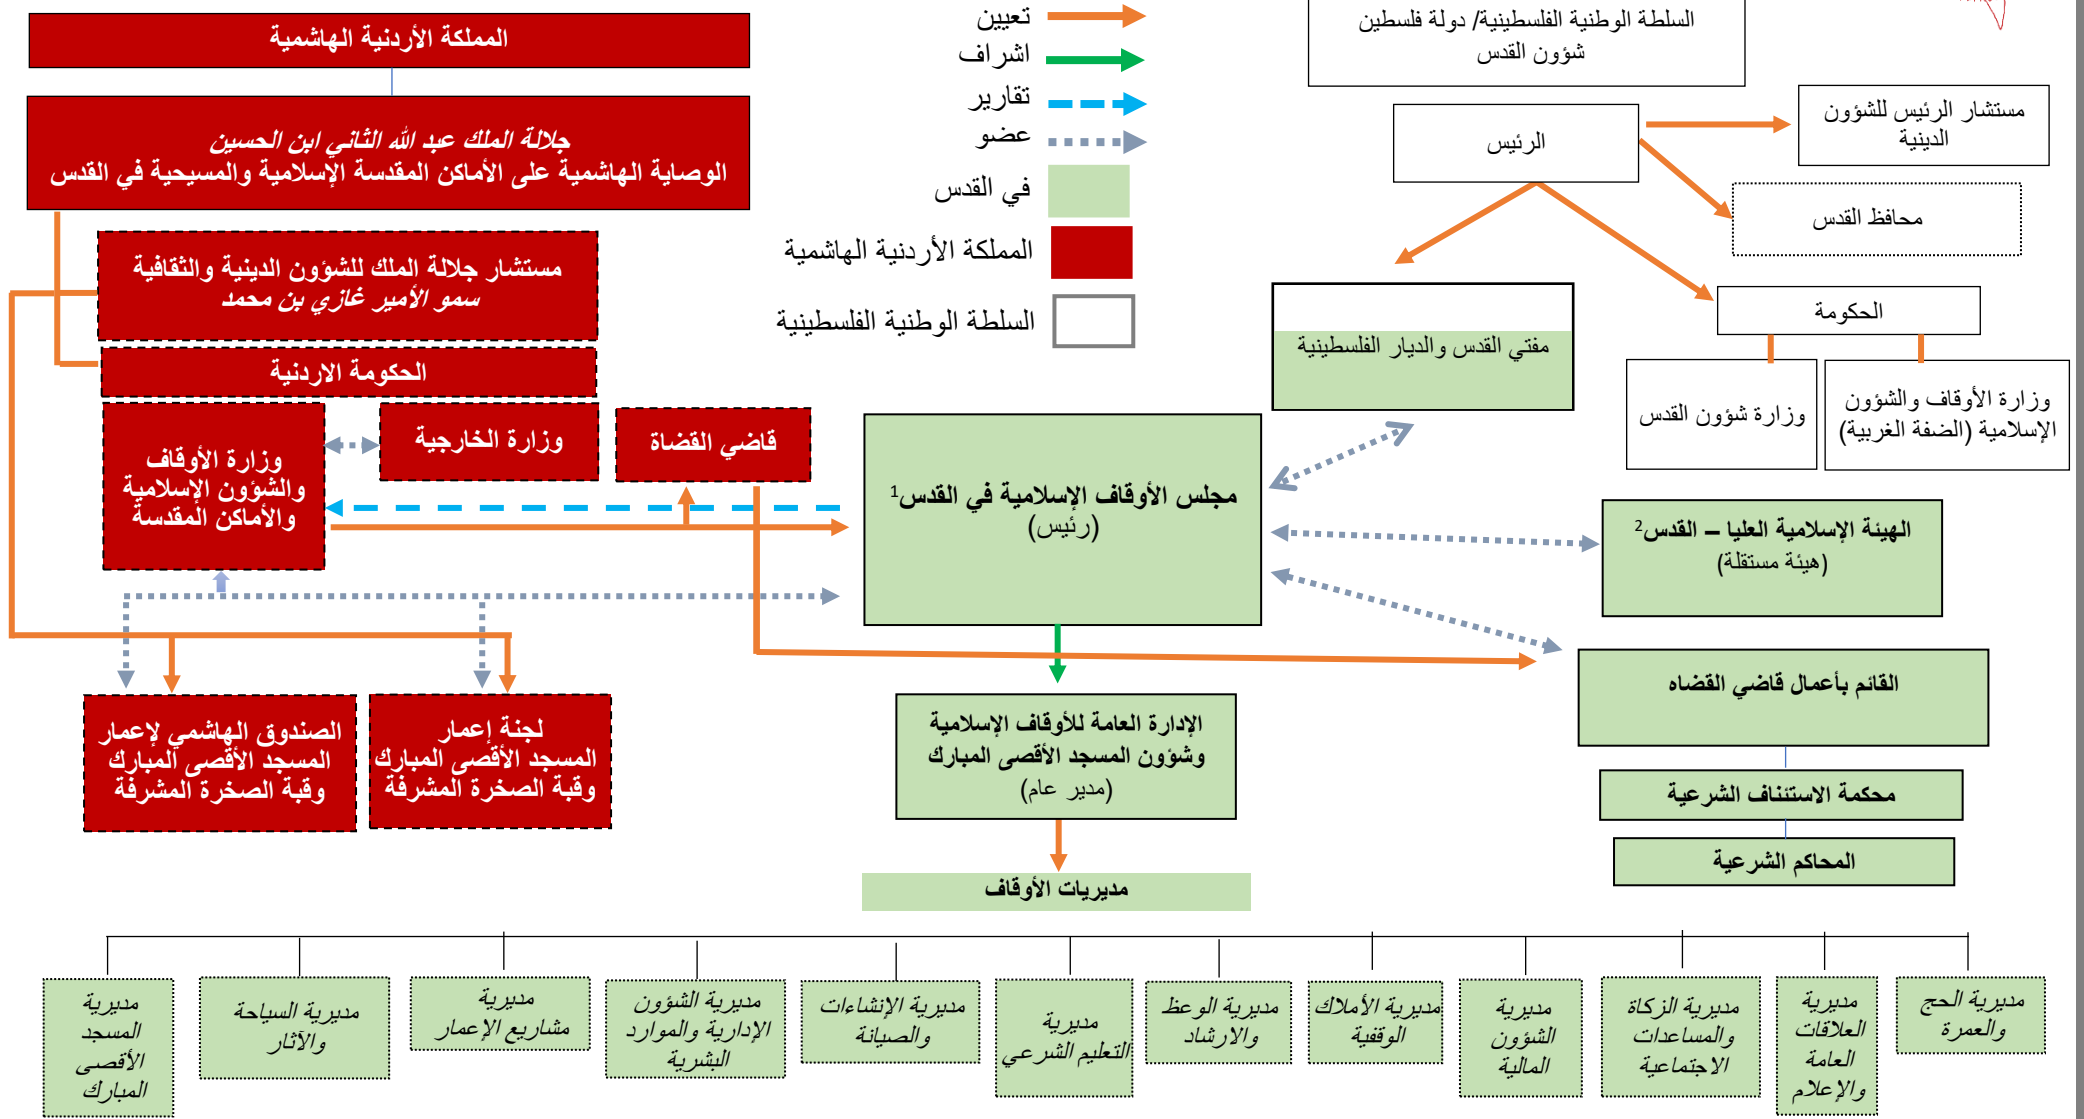 المملكة الأردنية الهاشمية
جلالة الملك عبد الله الثاني ابن الحسين
الوصاية الهاشمية على الأماكن المقدسة الإسلامية والمسيحية في القدس
مستشار جلالة الملك للشؤون الدينية والثقافية
سمو الأمير غازي بن محمد
الحكومة الاردنية
وزارة الأوقاف
والشؤون الإسلامية
والأماكن المقدسة
وزارة الخارجية
قاضي القضاة
تعيين
اشراف
تقارير
عضو
في القدس
المملكة الأردنية الهاشمية
السلطة الوطنية الفلسطينية
السلطة الوطنية الفلسطينية/ دولة فلسطين
شؤون القدس
الرئيس
مستشار الرئيس للشؤون
الدينية
محافظ القدس
الحكومة
وزارة شؤون القدس
وزارة الأوقاف والشؤون
الإسلامية (الضفة الغربية)
مفتي القدس والديار الفلسطينية
مجلس الأوقاف الإسلامية في القدس1
(رئيس)
الهيئة الإسلامية العليا – القدس2
(هيئة مستقلة)
القائم بأعمال قاضي القضاه
محكمة الاستئناف الشرعية
المحاكم الشرعية
الصندوق الهاشمي لإعمار
المسجد الأقصى المبارك
وقبة الصخرة المشرفة
لجنة إعمار
المسجد الأقصى المبارك
وقبة الصخرة المشرفة
الإدارة العامة للأوقاف الإسلامية
وشؤون المسجد الأقصى المبارك
(مدير عام)
مديريات الأوقاف
مديرية الحج
والعمرة
مديرية
العلاقات
العامة
والإعلام
مديرية الزكاة
والمساعدات
الاجتماعية
مديرية
الشؤون
المالية
مديرية الأملاك
الوقفية
مديرية الوعظ
والارشاد
مديرية
التعليم الشرعي
مديرية الإنشاءات
والصيانة
مديرية الشؤون
الإدارية والموارد
البشرية
مديرية
مشاريع الإعمار
مديرية السياحة
والآثار
مديرية
المسجد
الأقصى
المبارك